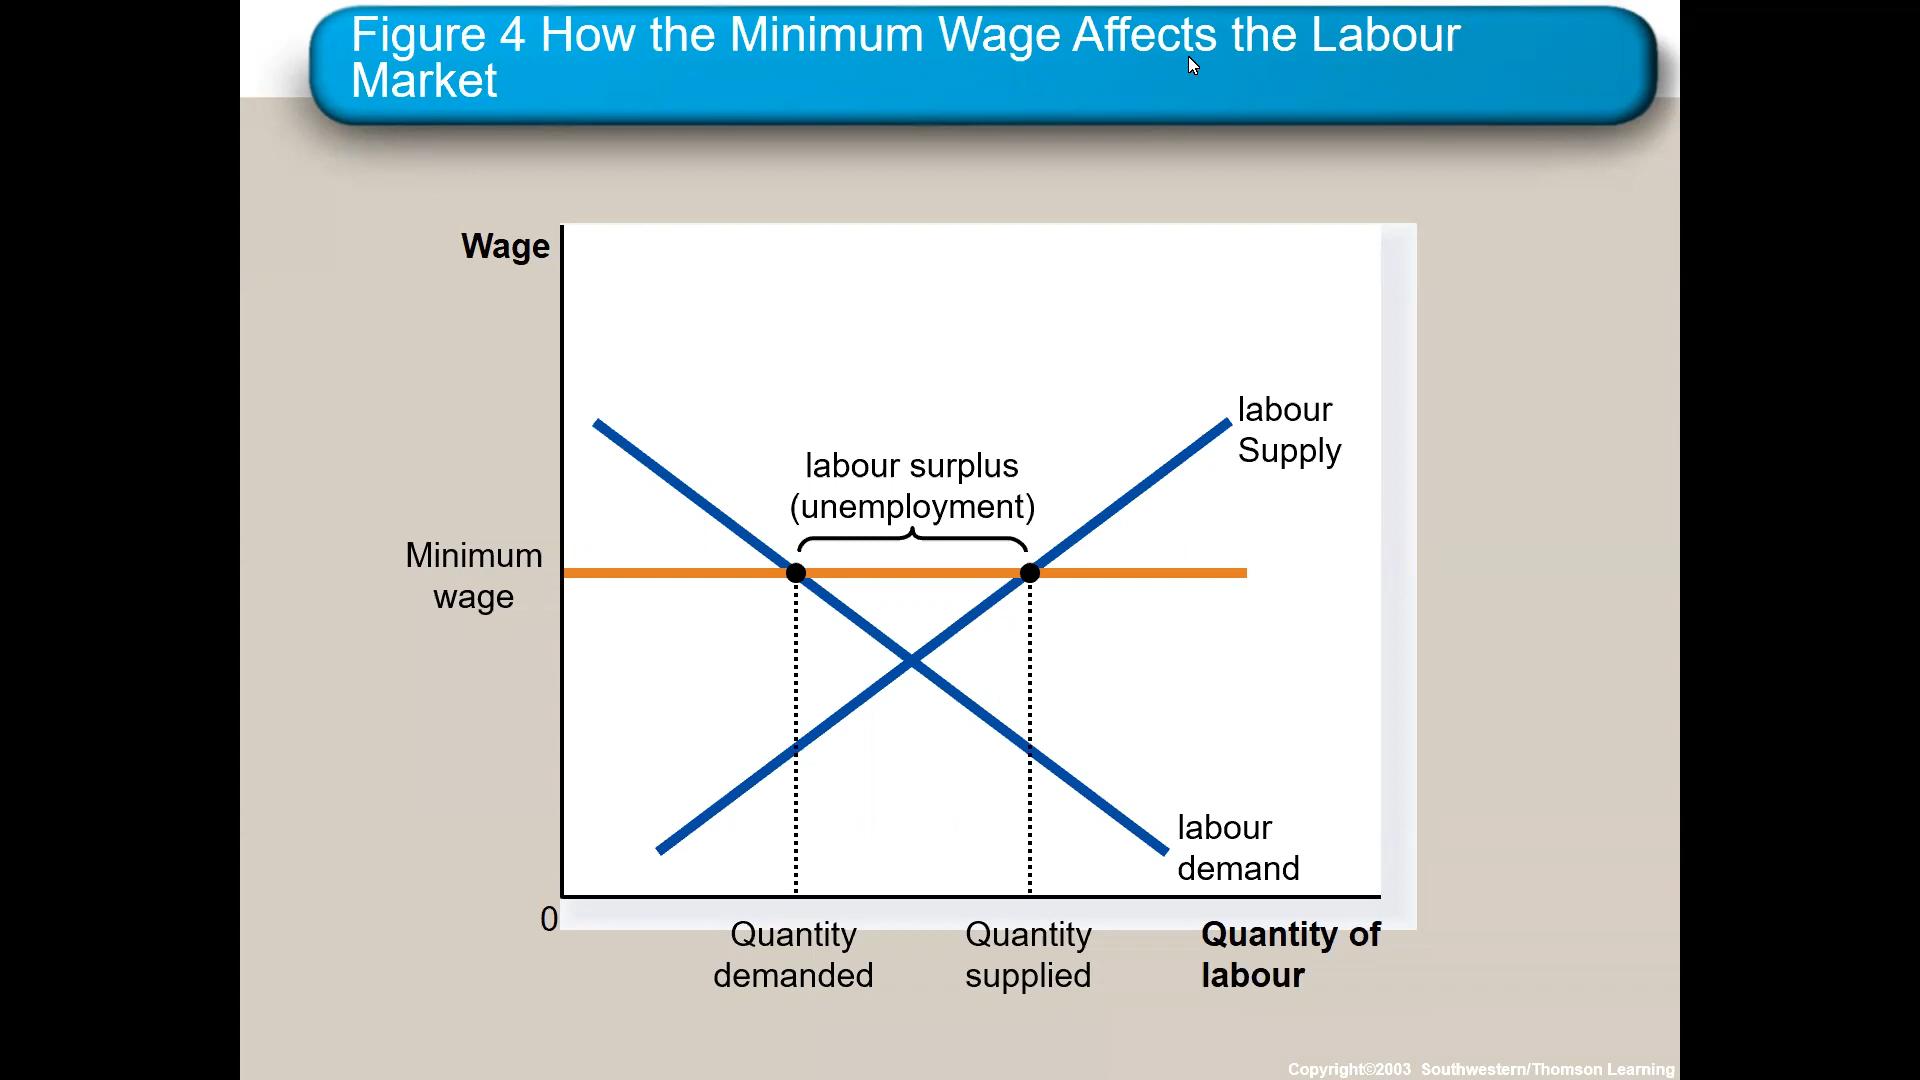 Figure 4 How the Minimum Wage Affects the Labour
Market
Wage
labour
Supply
labour surplus
(unemployment)
Minimum
wage
labour
demand
0
Quantity
demanded
Quantity
supplied
Quantity of
labour
Copyright©2003 Southwestern/Thomson Learning